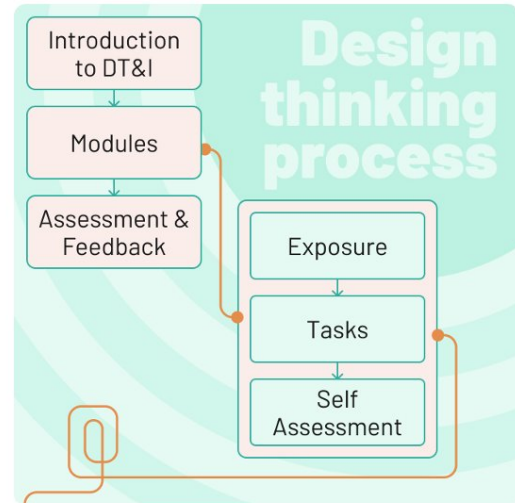 Design
thinking
process
Introduction
to DT&I
Modules
Assessment &
Feedback
Exposure
Tasks
Self
Assessment